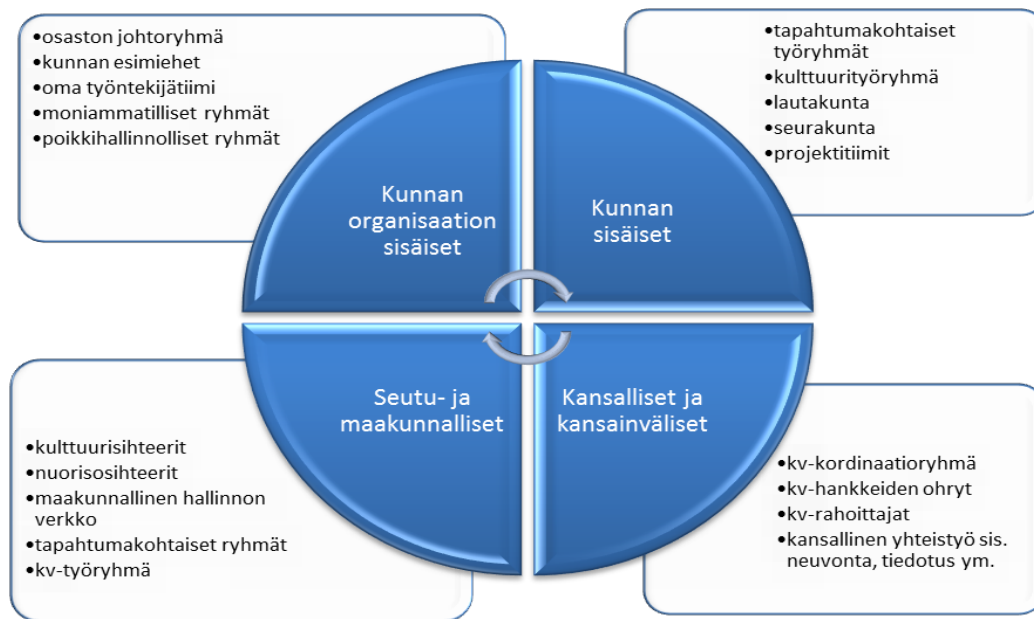 •osaston johtoryhmä
•kunnan esimiehet
•oma työntekijätiimi
•moniammatilliset ryhmät
•poikkihallinnolliset ryhmät
•tapahtumakohtaiset
työryhmät
•kulttuurityöryhmä
•lautakunta
•seurakunta
•projektitiimit
Kunnan
organisaation
sisäiset
Kunnan
sisäiset
Seutu- ja
maakunnalliset
Kansalliset ja
kansainväliset
•kulttuurisihteerit
•nuorisosihteerit
•maakunnallinen hallinnon
verkko
•tapahtumakohtaiset ryhmät
•kv-työryhmä
•kv-kordinaatioryhmä
•kv-hankkeiden ohryt
•kv-rahoittajat
•kansallinen yhteistyö sis.
neuvonta, tiedotus ym.